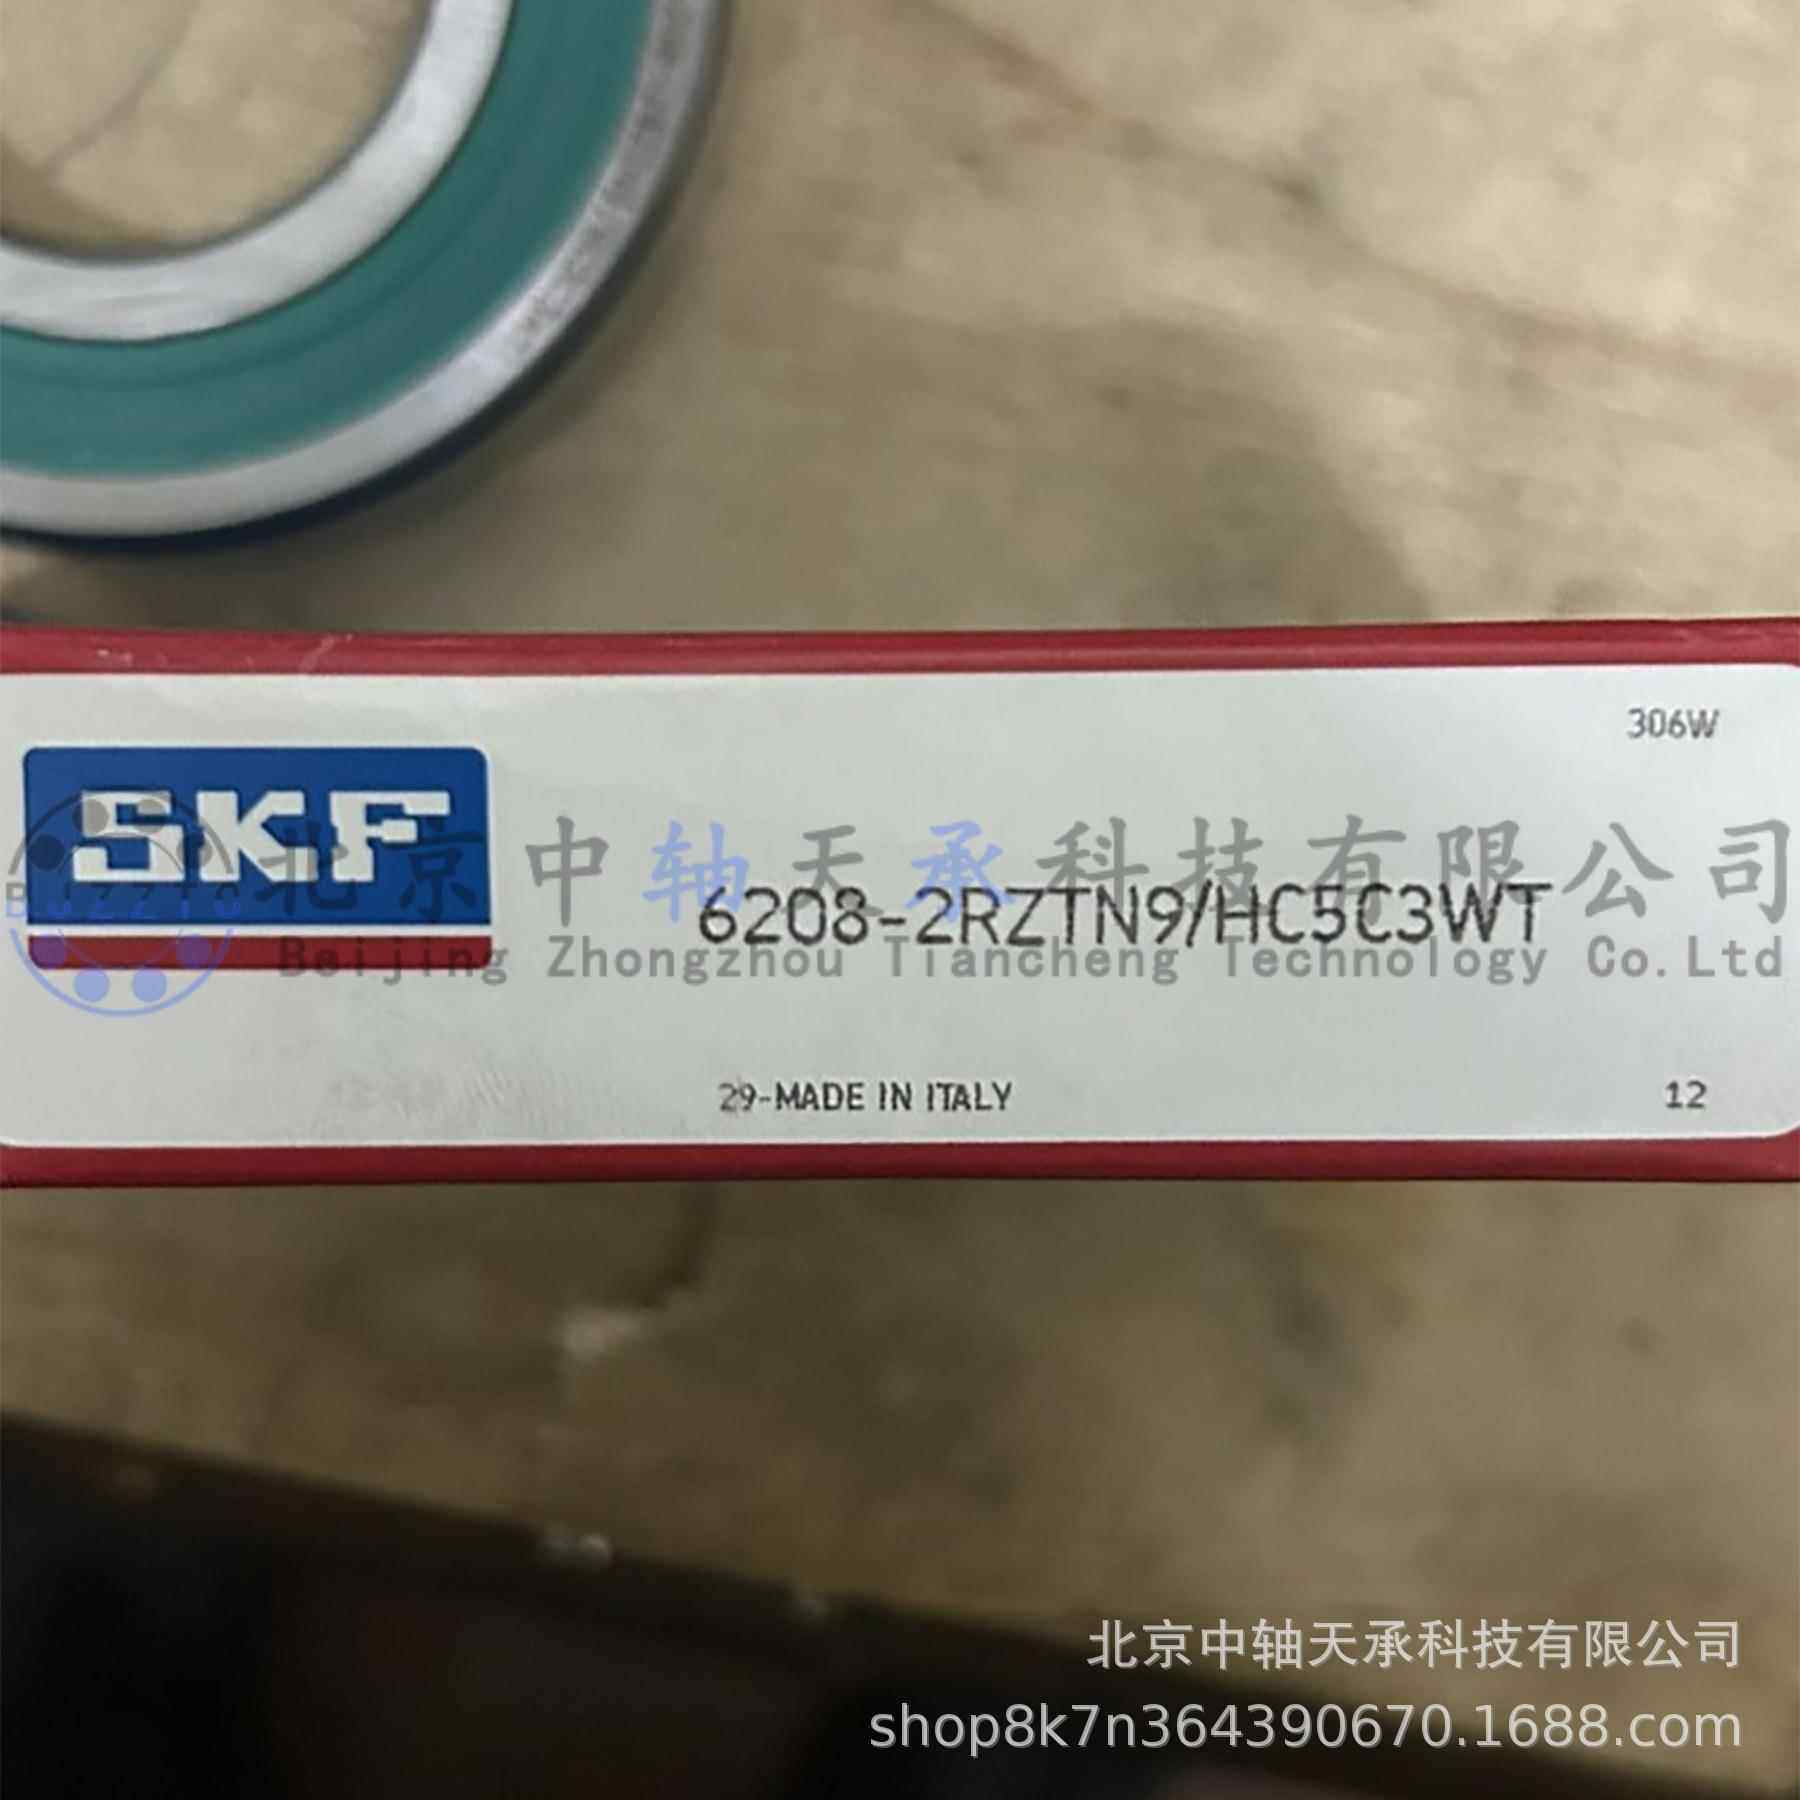 306W
SKF
北京中轴天承科技有限公司
6208-2RZTN9/HC5C3WT
Beijing Zhongzhou Tiancheng Technology Co.Ltd
29-MADE IN ITALY
12
北京中轴天承科技有限公司
shop8k7n364390670.1688.com